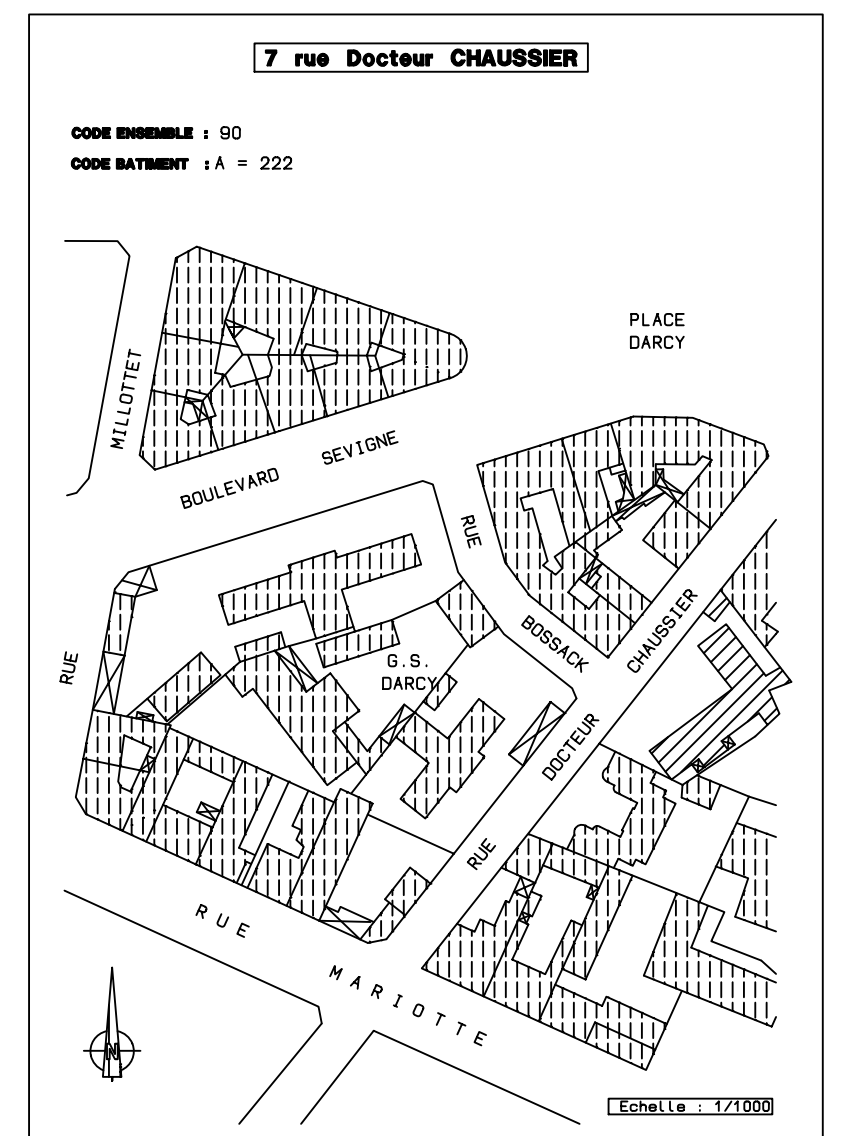 7 rue Docteur CHAUSSIER
CODE ENSEMBLE : 90
CODE BATIMENT : A = 222
PLACE
DARCY
MILLOTTET
BOULEVARD SEVIGNE
RUE
BOSSACK
CHAUSSIER
RUE
G.S.
DARCY
DOCTEUR
RUE
RUE
MARIOTTE
N
Echelle : 1/1000